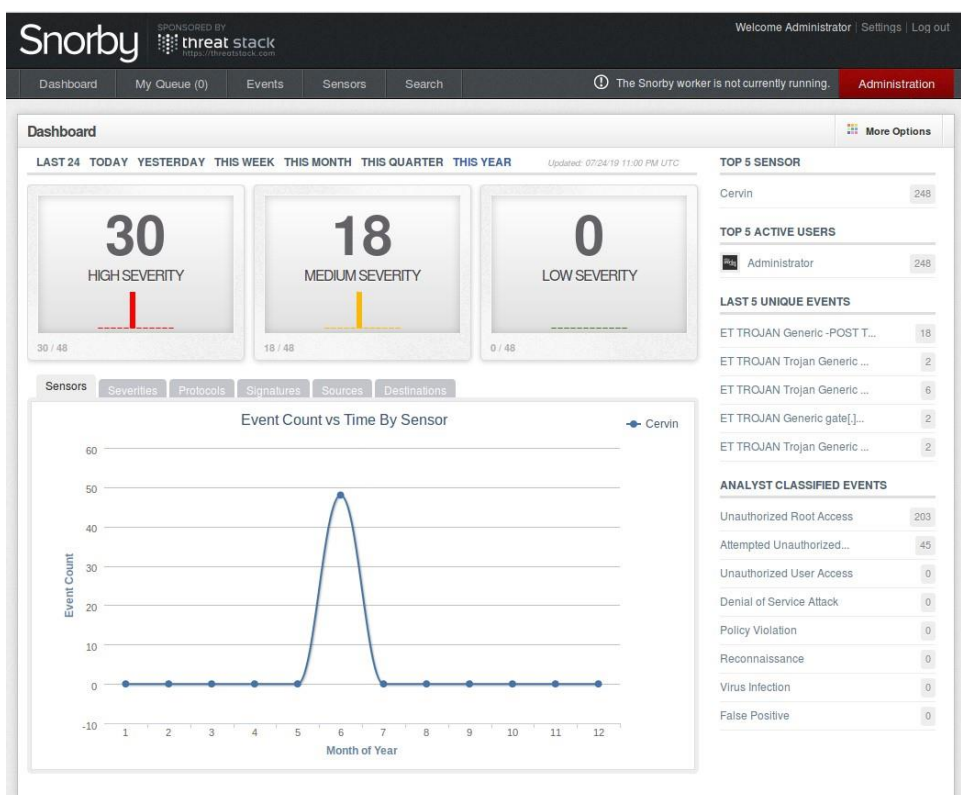 Snorby
SPONSORED BY
threat stack
https://threatstack.com
Welcome Administrator | Settings | Log out
Dashboard My Queue (0) Events Sensors Search
The Snorby worker is not currently running.
Administration
Dashboard
More Options
LAST 24 TODAY YESTERDAY THIS WEEK THIS MONTH THIS QUARTER THIS YEAR
Updated: 07/24/19 11:00 PM UTC
30
HIGH SEVERITY
30 / 48
18
MEDIUM SEVERITY
18 / 48
0
LOW SEVERITY
0 / 48
Sensors Severities Protocols Signatures Sources Destinations
Event Count vs Time By Sensor
Cervin
60
50
40
30
20
10
0
-10
Event Count
1 2 3 4 5 6 7 8 9 10 11 12
Month of Year
TOP 5 SENSOR
Cervin 248
TOP 5 ACTIVE USERS
Administrator 248
LAST 5 UNIQUE EVENTS
ET TROJAN Generic -POST T... 18
ET TROJAN Trojan Generic ... 2
ET TROJAN Trojan Generic ... 6
ET TROJAN Generic gate[.]... 2
ET TROJAN Trojan Generic ... 2
ANALYST CLASSIFIED EVENTS
Unauthorized Root Access 203
Attempted Unauthorized... 45
Unauthorized User Access 0
Denial of Service Attack 0
Policy Violation 0
Reconnaissance 0
Virus Infection 0
False Positive 0